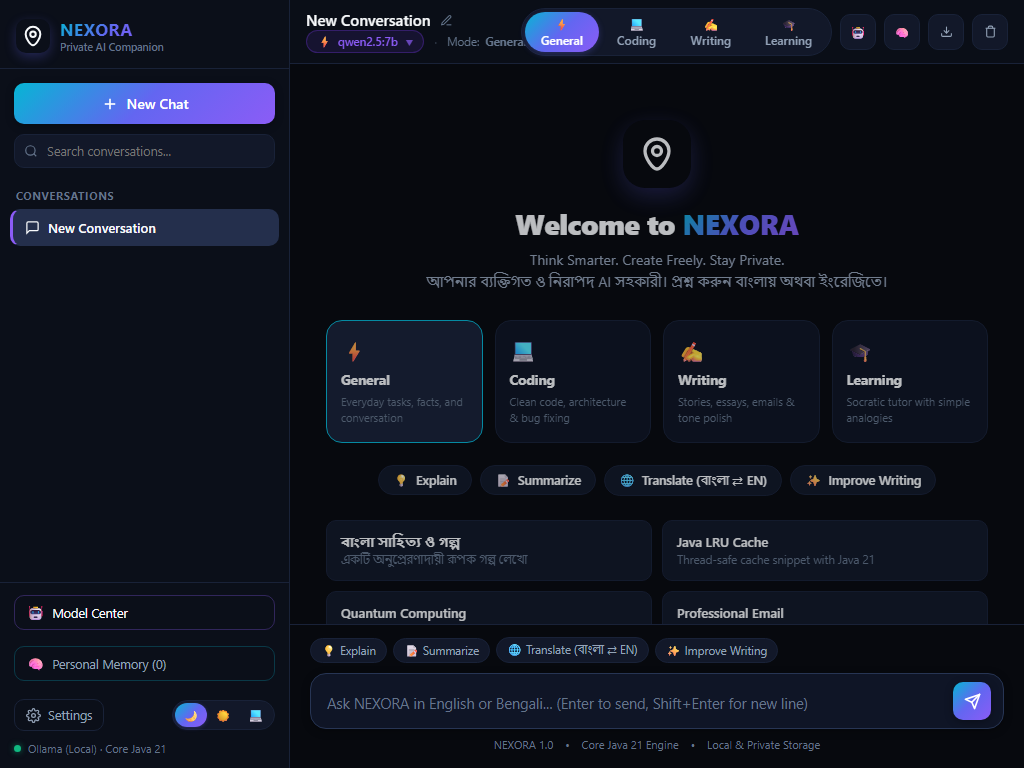 NEXORA
Private AI Companion
+ New Chat
Search conversations...
CONVERSATIONS
New Conversation
Model Center
Personal Memory (0)
Settings
Ollama (Local) · Core Java 21
New Conversation
qwen2.5:7b
· Mode: General
General
Coding
Writing
Learning
Welcome to NEXORA
Think Smarter. Create Freely. Stay Private.
আপনার ব্যক্তিগত ও নিরাপদ AI সহকারী। প্রশ্ন করুন বাংলায় অথবা ইংরেজিতে।
General
Everyday tasks, facts, and
conversation
Coding
Clean code, architecture
& bug fixing
Writing
Stories, essays, emails &
tone polish
Learning
Socratic tutor with simple
analogies
Explain
Summarize
Translate (বাংলা ⇄ EN)
Improve Writing
বাংলা সাহিত্য ও গল্প
একটি অনুপ্রেরণাদায়ী রূপক গল্প লেখো
Java LRU Cache
Thread-safe cache snippet with Java 21
Quantum Computing
Professional Email
Explain
Summarize
Translate (বাংলা ⇄ EN)
Improve Writing
Ask NEXORA in English or Bengali... (Enter to send, Shift+Enter for new line)
NEXORA 1.0 • Core Java 21 Engine • Local & Private Storage